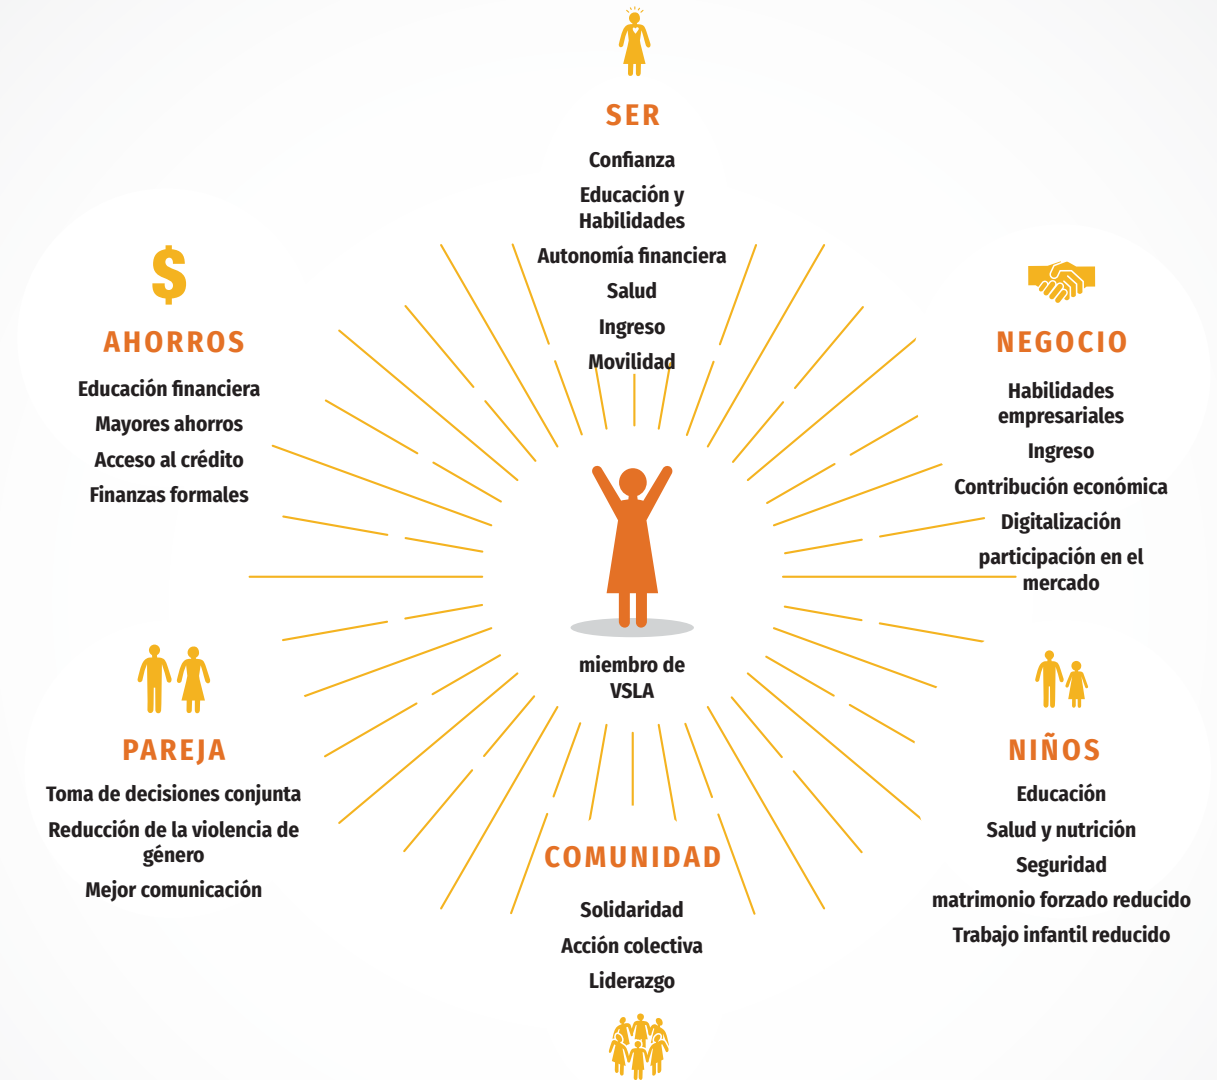 SER
Confianza
Educación y
Habilidades
Autonomía financiera
Salud
Ingreso
Movilidad
$
AHORROS
Educación financiera
Mayores ahorros
Acceso al crédito
Finanzas formales
NEGOCIO
Habilidades
empresariales
Ingreso
Contribución económica
Digitalización
participación en el
mercado
miembro de
VSLA
PAREJA
Toma de decisiones conjunta
Reducción de la violencia de
género
Mejor comunicación
COMUNIDAD
Solidaridad
Acción colectiva
Liderazgo
NIÑOS
Educación
Salud y nutrición
Seguridad
matrimonio forzado reducido
Trabajo infantil reducido